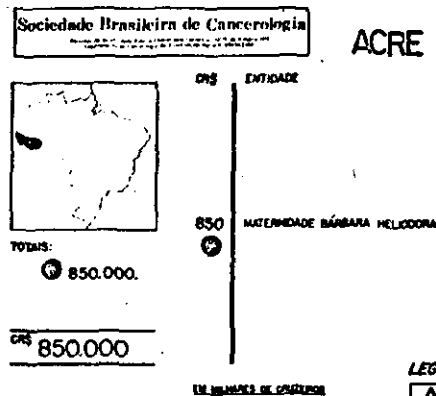 Sociedade Brasileira de Cancerologia
ACRE
CR$ ENTIDADE
850 MATERNIDADE BÁRBARA HELIODORA
TOTAIS:
850.000.
CR$ 850.000
EM MILHARES DE CRUZEIROS
LEG
A